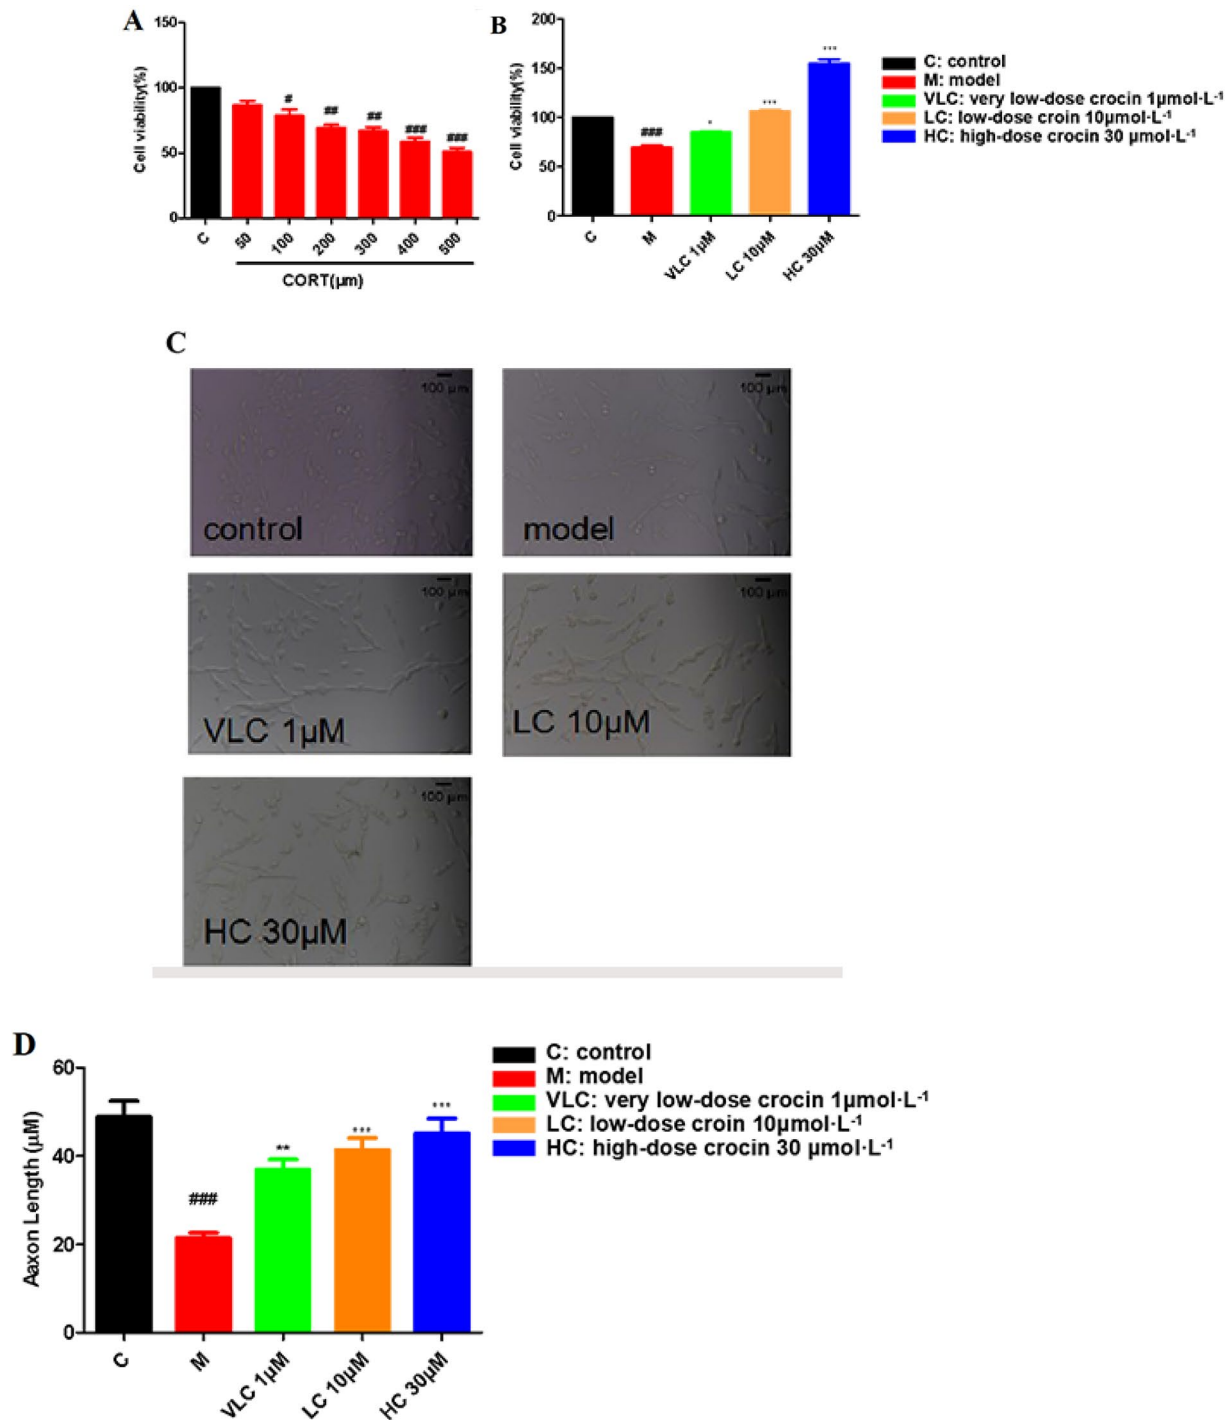 A
150
100
50
0
Cell viability(%)
#
##
##
###
###
C
50
100
200
300
400
500
CORT(µm)
B
200
150
100
50
0
Cell viability(%)
###
*
***
***
C
M
VLC 1µM
LC 10µM
HC 30µM
C: control
M: model
VLC: very low-dose crocin 1µmol·L⁻¹
LC: low-dose croin 10µmol·L⁻¹
HC: high-dose crocin 30 µmol·L⁻¹
C
100 µm
control
100 µm
model
100 µm
VLC 1µM
100 µm
LC 10µM
100 µm
HC 30µM
D
60
40
20
0
Aaxon Length (µM)
###
**
***
***
C
M
VLC 1µM
LC 10µM
HC 30µM
C: control
M: model
VLC: very low-dose crocin 1µmol·L⁻¹
LC: low-dose croin 10µmol·L⁻¹
HC: high-dose crocin 30 µmol·L⁻¹